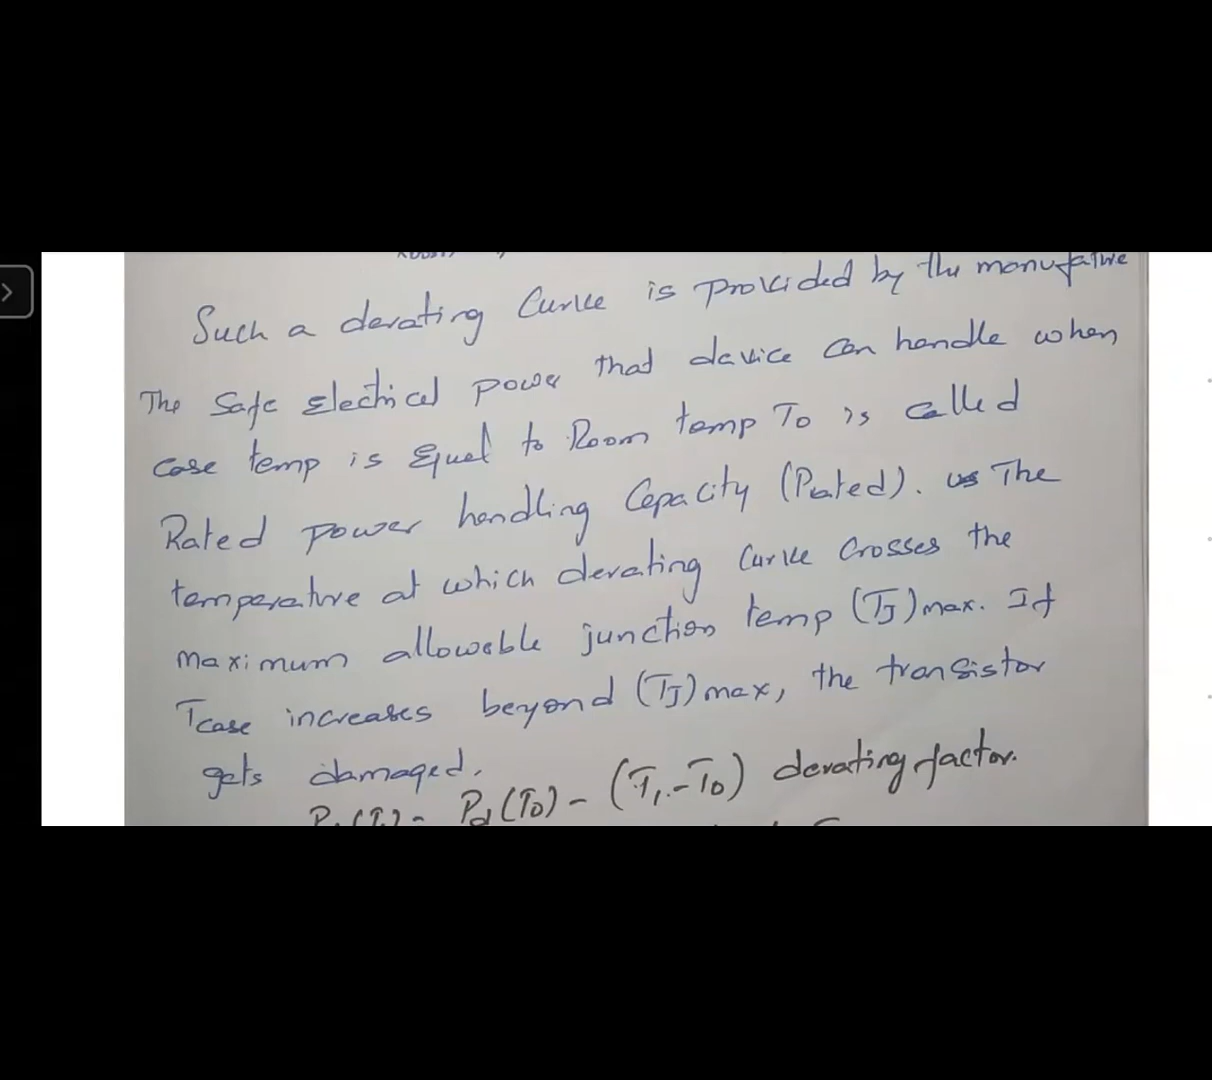 Such a derating Curve is provided by the manufature
The Safe Electrical power that device can handle when
case temp is Equal to Room temp To is called
Rated power handling Capacity (Prated). The
temperature at which derating Curve Crosses the
maximum allowable junction temp (TJ)max. If
Tcase increases beyond (TJ)max, the transistor
gets damaged.
Pd(T0) - (T1-T0) derating factor.